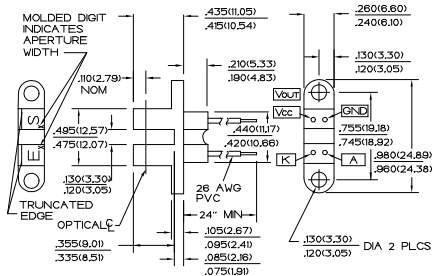 MOLDED DIGIT
INDICATES
APERTURE
WIDTH
.435(11.05)
.415(10.54)
.260(6.60)
.240(6.10)
.210(5.33)
.190(4.83)
.110(2.79)
NOM
.130(3.30)
.120(3.05)
VOUT
VCC
GND
S
E
.495(12.57)
.475(12.07)
.440(11.17)
.420(10.66)
.755(19.18)
.745(18.92)
K
A
.980(24.89)
.960(24.38)
.130(3.30)
.120(3.05)
26 AWG
PVC
TRUNCATED
EDGE
OPTICAL ℄
24" MIN
.105(2.67)
.095(2.41)
.355(9.01)
.335(8.51)
.085(2.16)
.075(1.91)
.130(3.30)
.120(3.05)
DIA 2 PLCS